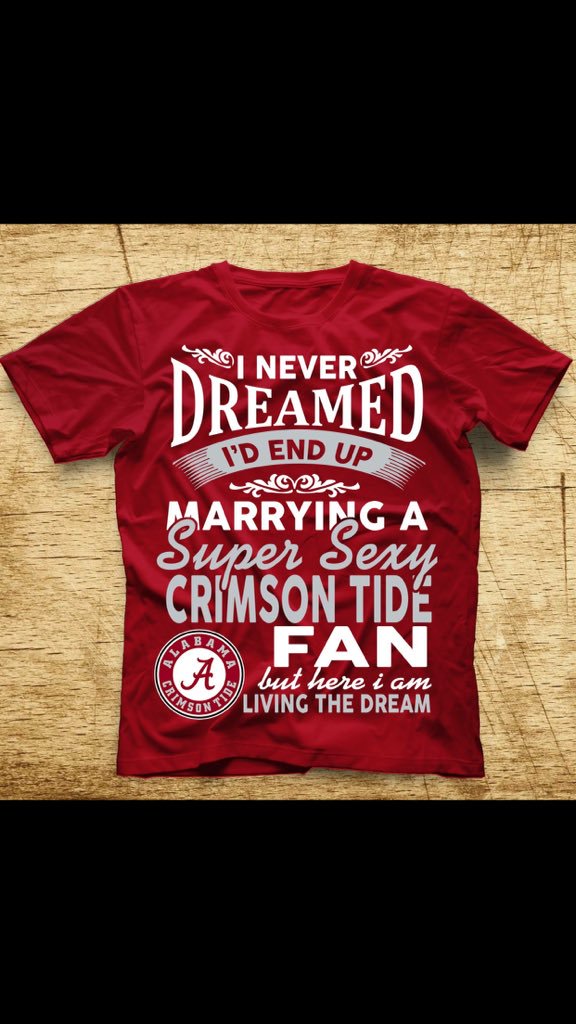 I NEVER
DREAMED
I'D END UP
MARRYING A
Super Sexy
CRIMSON TIDE
FAN
but here i am
LIVING THE DREAM
ALABAMA
A
CRIMSON TIDE